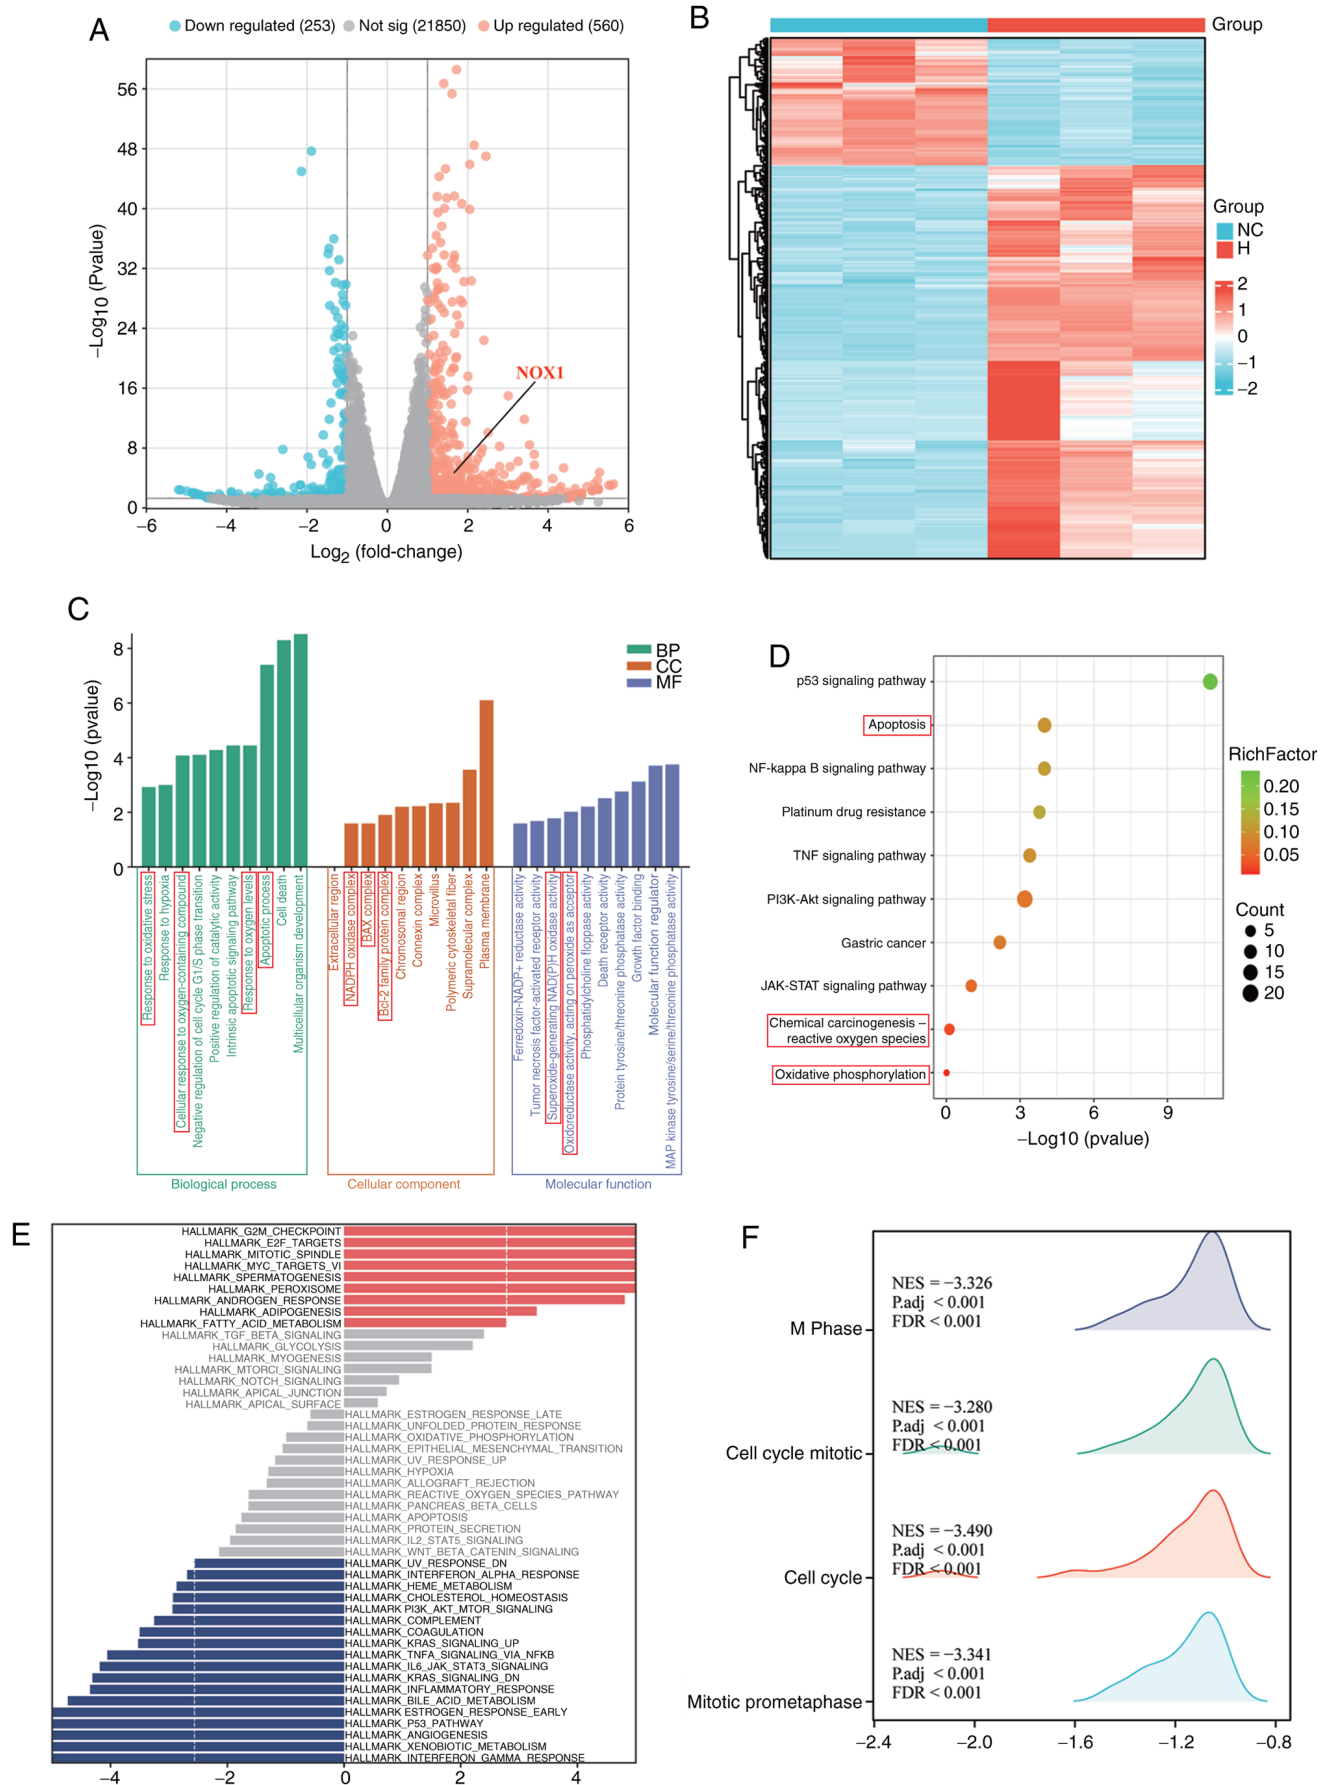 A
Down regulated (253) Not sig (21850) Up regulated (560)
−Log10 (Pvalue)
56
48
40
32
24
16
8
0
NOX1
−6 −4 −2 0 2 4 6
Log2 (fold-change)
B
Group
Group
NC
H
2
1
0
−1
−2
C
−Log10 (pvalue)
8
6
4
2
0
BP
CC
MF
Response to oxidative stress
Response to hypoxia
Cellular response to oxygen-containing compound
Negative regulation of cell cycle G1/S phase transition
Positive regulation of catalytic activity
Intrinsic apoptotic signaling pathway
Response to oxygen levels
Apoptotic process
Cell death
Multicellular organism development
Extracellular region
NADPH oxidase complex
BAX complex
Bcl-2 family protein complex
Chromosomal region
Connexin complex
Microvillus
Polymeric cytoskeletal fiber
Supramolecular complex
Plasma membrane
Ferredoxin-NADP+ reductase activity
Tumor necrosis factor-activated receptor activity
Superoxide-generating NAD(P)H oxidase activity
Oxidoreductase activity, acting on peroxide as acceptor
Phosphatidylcholine floppase activity
Death receptor activity
Protein tyrosine/threonine phosphatase activity
Growth factor binding
Molecular function regulator
MAP kinase tyrosine/serine/threonine phosphatase activity
Biological process
Cellular component
Molecular function
D
p53 signaling pathway
Apoptosis
NF-kappa B signaling pathway
Platinum drug resistance
TNF signaling pathway
PI3K-Akt signaling pathway
Gastric cancer
JAK-STAT signaling pathway
Chemical carcinogenesis −
reactive oxygen species
Oxidative phosphorylation
0 3 6 9
−Log10 (pvalue)
RichFactor
0.20
0.15
0.10
0.05
Count
5
10
15
20
E
HALLMARK_G2M_CHECKPOINT
HALLMARK_E2F_TARGETS
HALLMARK_MITOTIC_SPINDLE
HALLMARK_MYC_TARGETS_VI
HALLMARK_SPERMATOGENESIS
HALLMARK_PEROXISOME
HALLMARK_ANDROGEN_RESPONSE
HALLMARK_ADIPOGENESIS
HALLMARK_FATTY_ACID_METABOLISM
HALLMARK_TGF_BETA_SIGNALING
HALLMARK_GLYCOLYSIS
HALLMARK_MYOGENESIS
HALLMARK_MTORCI_SIGNALING
HALLMARK_NOTCH_SIGNALING
HALLMARK_APICAL_JUNCTION
HALLMARK_APICAL_SURFACE
HALLMARK_ESTROGEN_RESPONSE_LATE
HALLMARK_UNFOLDED_PROTEIN_RESPONSE
HALLMARK_OXIDATIVE_PHOSPHORYLATION
HALLMARK_EPITHELIAL_MESENCHYMAL_TRANSITION
HALLMARK_UV_RESPONSE_UP
HALLMARK_HYPOXIA
HALLMARK_ALLOGRAFT_REJECTION
HALLMARK_REACTIVE_OXYGEN_SPECIES_PATHWAY
HALLMARK_PANCREAS_BETA_CELLS
HALLMARK_APOPTOSIS
HALLMARK_PROTEIN_SECRETION
HALLMARK_IL2_STAT5_SIGNALING
HALLMARK_WNT_BETA_CATENIN_SIGNALING
HALLMARK_UV_RESPONSE_DN
HALLMARK_INTERFERON_ALPHA_RESPONSE
HALLMARK_HEME_METABOLISM
HALLMARK_CHOLESTEROL_HOMEOSTASIS
HALLMARK PI3K_AKT_MTOR_SIGNALING
HALLMARK_COMPLEMENT
HALLMARK_COAGULATION
HALLMARK_KRAS_SIGNALING_UP
HALLMARK_TNFA_SIGNALING_VIA_NFKB
HALLMARK_IL6_JAK_STAT3_SIGNALING
HALLMARK_KRAS_SIGNALING_DN
HALLMARK_INFLAMMATORY_RESPONSE
HALLMARK_BILE_ACID_METABOLISM
HALLMARK ESTROGEN_RESPONSE_EARLY
HALLMARK_P53_PATHWAY
HALLMARK_ANGIOGENESIS
HALLMARK_XENOBIOTIC_METABOLISM
HALLMARK_INTERFERON_GAMMA_RESPONSE
−4 −2 0 2 4
F
NES = −3.326
P.adj < 0.001
FDR < 0.001
M Phase
NES = −3.280
P.adj < 0.001
FDR < 0.001
Cell cycle mitotic
NES = −3.490
P.adj < 0.001
FDR < 0.001
Cell cycle
NES = −3.341
P.adj < 0.001
FDR < 0.001
Mitotic prometaphase
−2.4 −2.0 −1.6 −1.2 −0.8